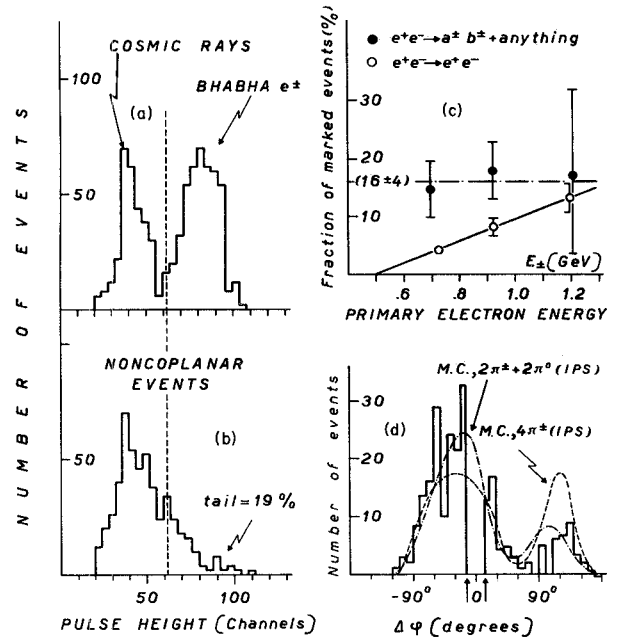 NUMBER OF EVENTS
COSMIC RAYS
100
(a)
BHABHA e±
50
NONCOPLANAR
EVENTS
(b)
50
tail = 19 %
50
100
PULSE HEIGHT (Channels)
Fraction of marked events (%)
● e+e-→a± b± + anything
○ e+e-→e+e-
30
(c)
20
(16±4)
10
E±(GeV)
.6 .8 1.0 1.2
PRIMARY ELECTRON ENERGY
Number of events
M.C., 2π± + 2π° (IPS)
30
(d)
M.C., 4π± (IPS)
20
10
-90° 0 90°
Δφ (degrees)